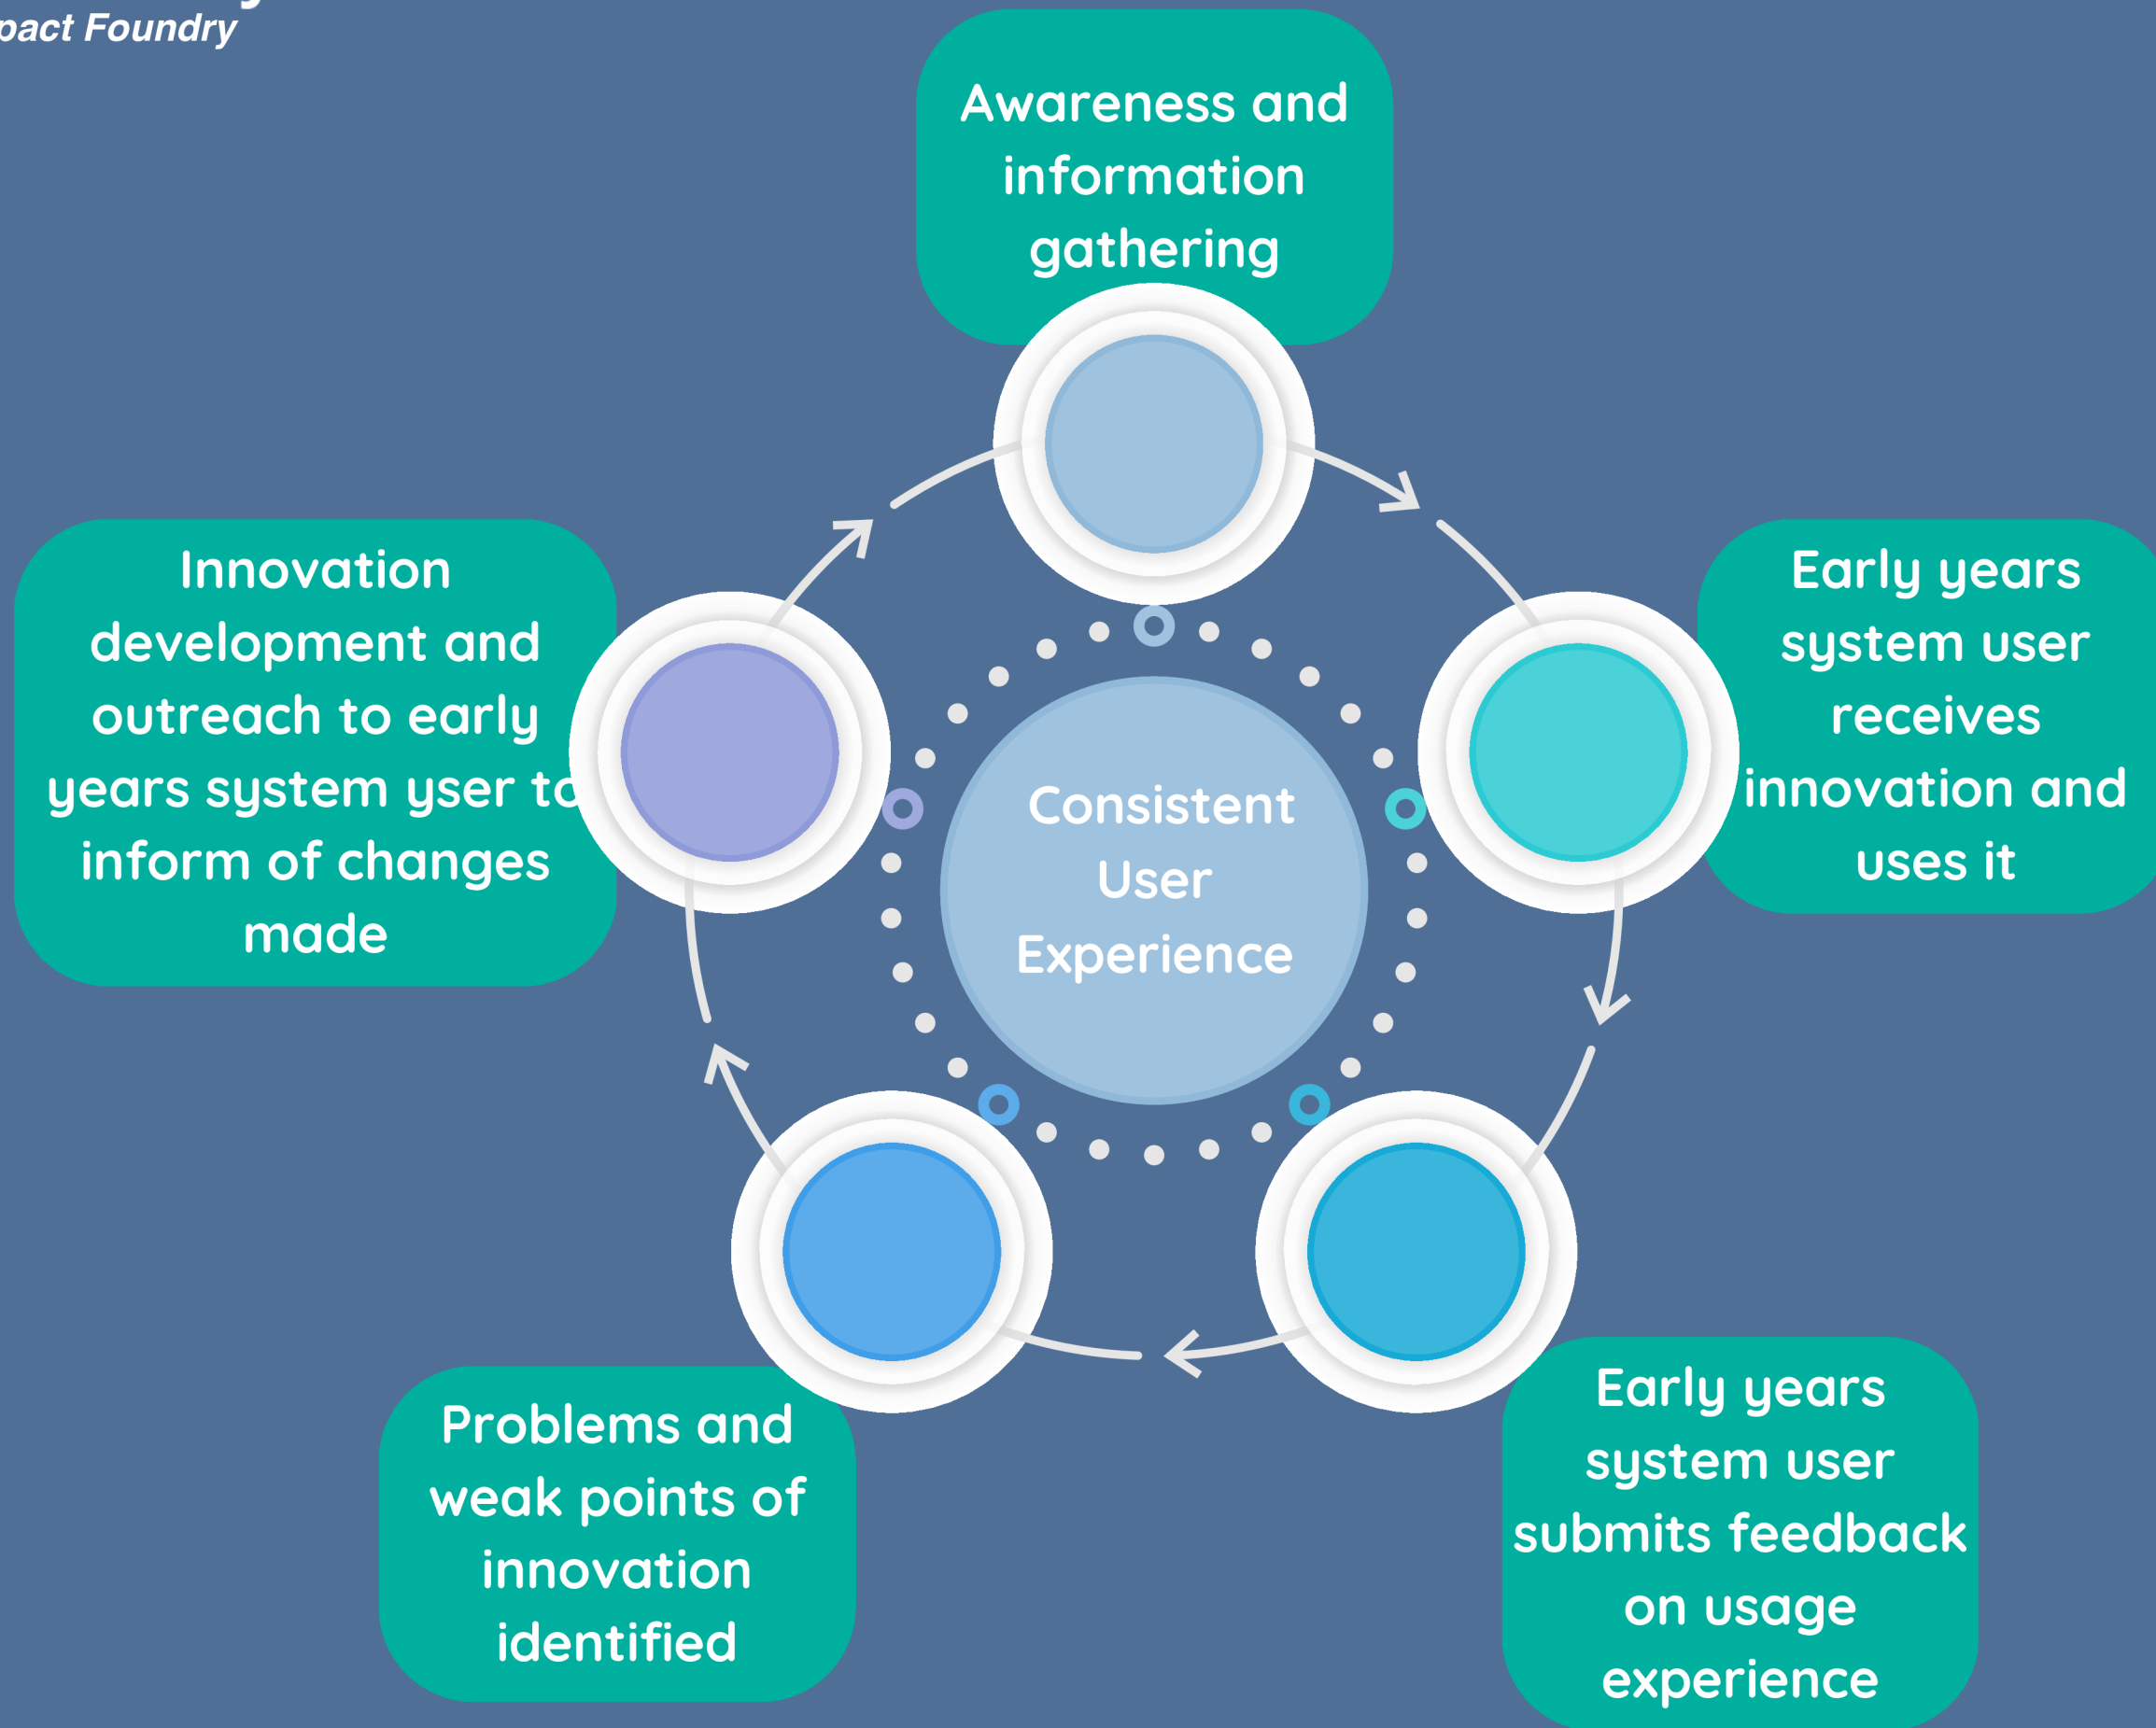 pact Foundry
Awareness and
information
gathering
Early years
system user
receives
innovation and
uses it
Early years
system user
submits feedback
on usage
experience
Problems and
weak points of
innovation
identified
Innovation
development and
outreach to early
years system yser to
inform of changes
made
Consistent
User
Experience